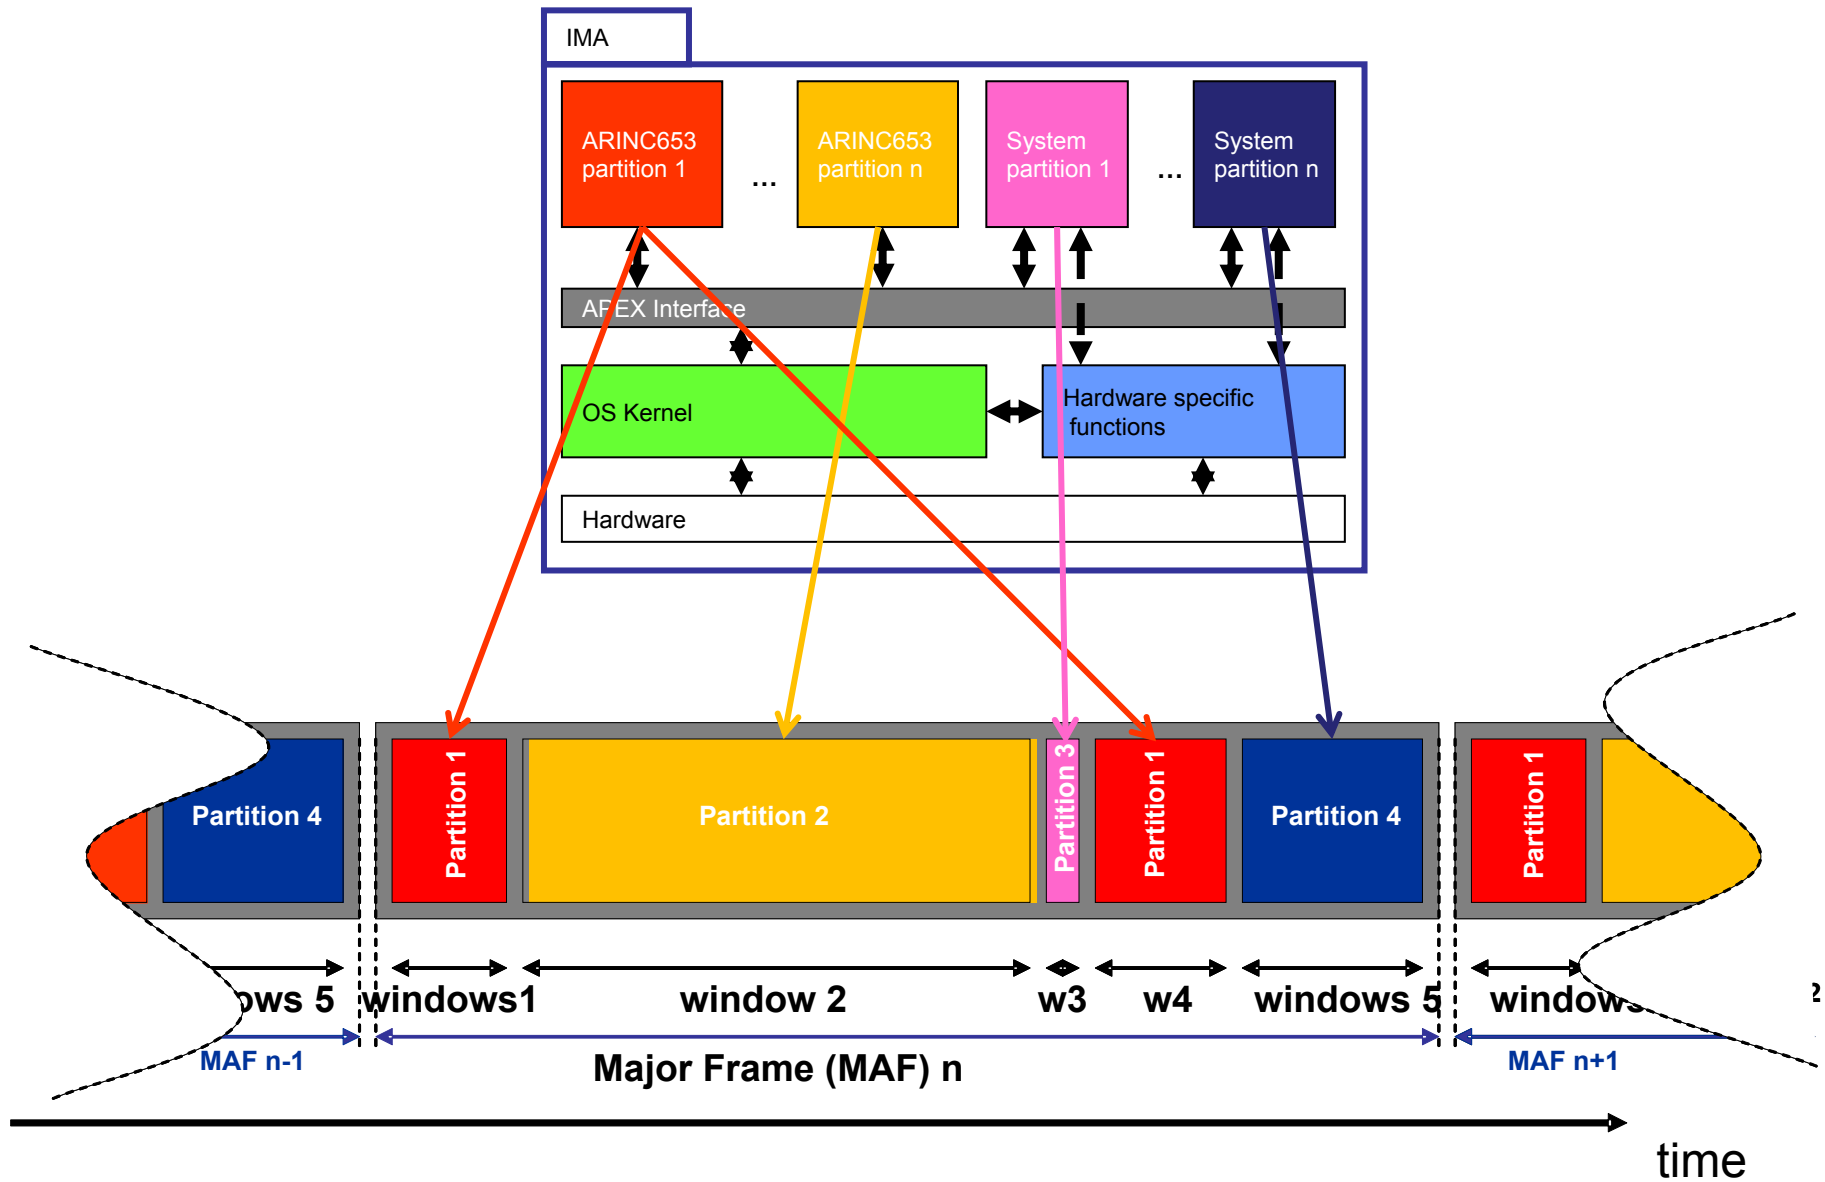 IMA
ARINC653
partition 1
...
ARINC653
partition n
System
partition 1
...
System
partition n
APEX Interface
OS Kernel
Hardware specific
functions
Hardware
Partition 4
Partition 1
Partition 2
Partition 3
Partition 1
Partition 4
Partition 1
ows 5
windows1
window 2
w3
w4
windows 5
window
2
MAF n-1
Major Frame (MAF) n
MAF n+1
time